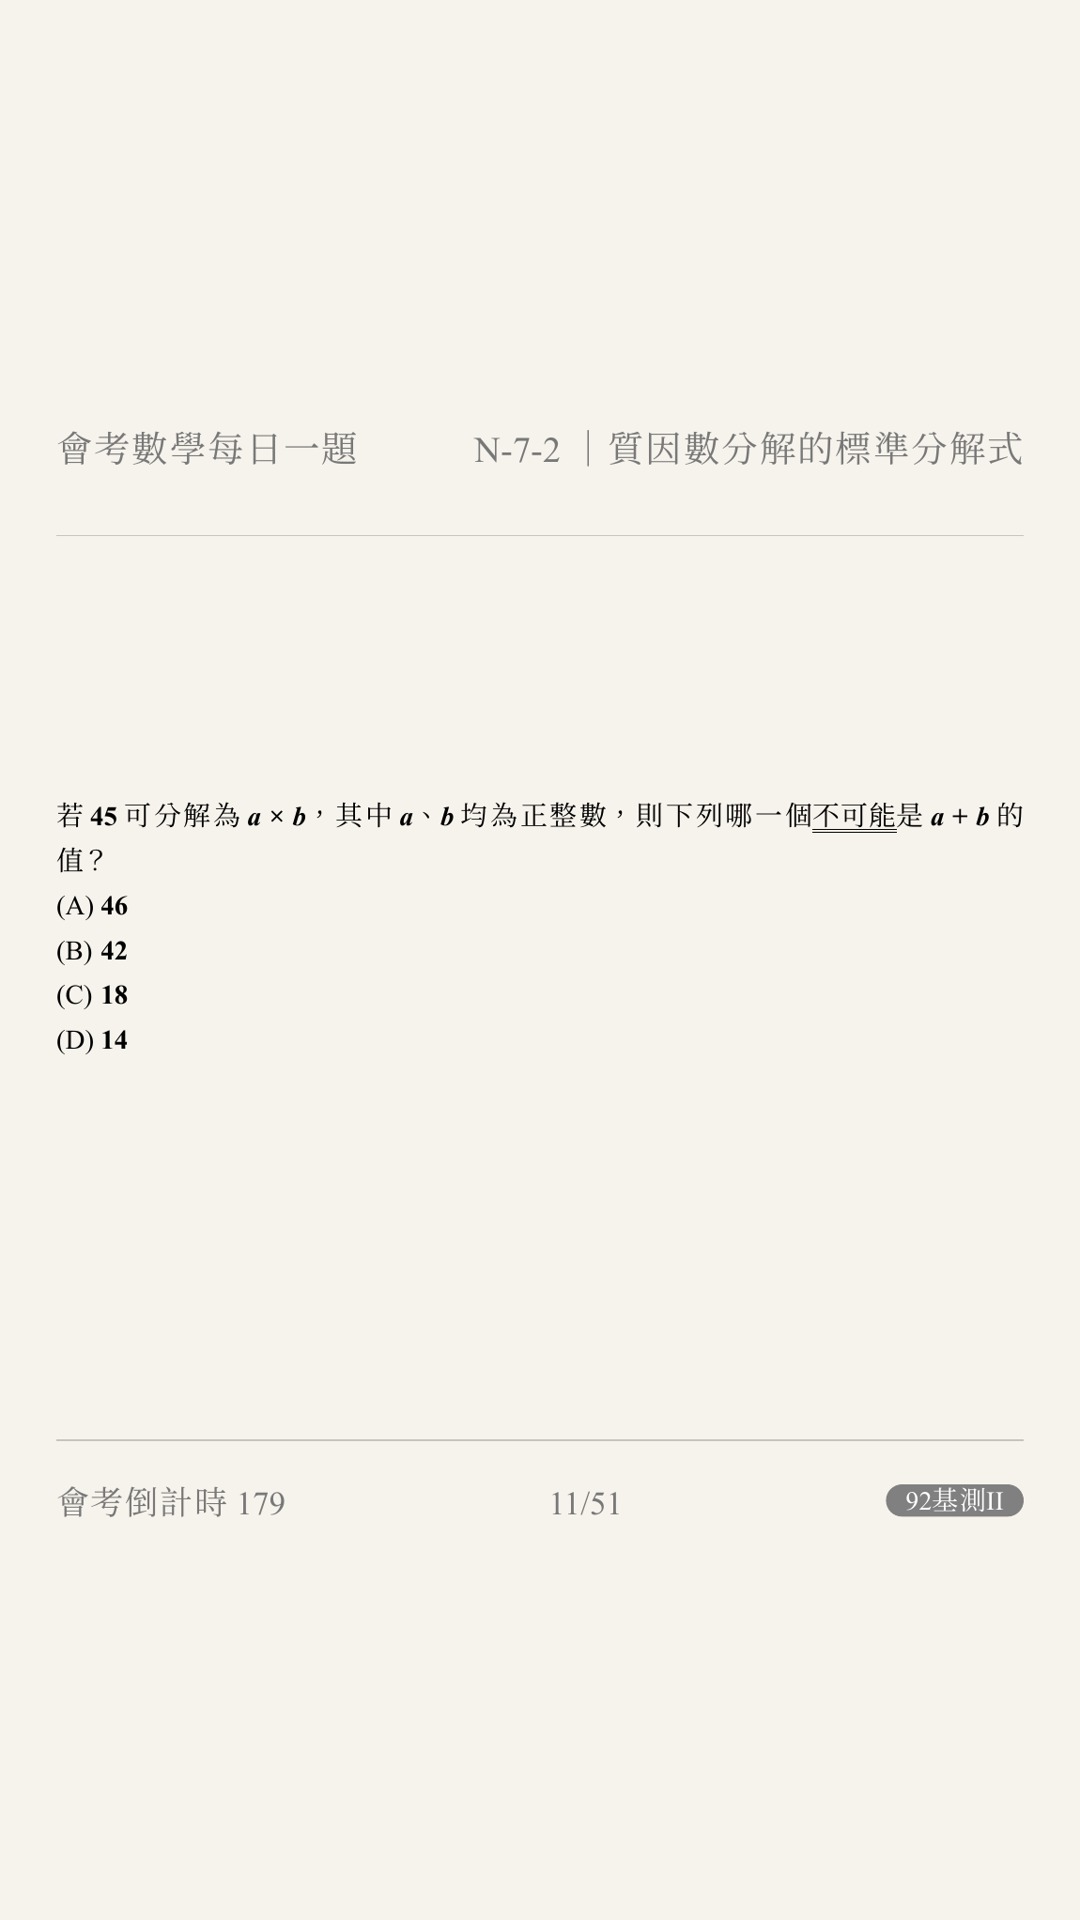 會考數學每日一題
N-7-2｜質因數分解的標準分解式
若 45 可分解為 a × b，其中 a、b 均為正整數，則下列哪一個不可能是 a + b 的
值？
(A) 46
(B) 42
(C) 18
(D) 14
會考倒計時 179
11/51
92基測II